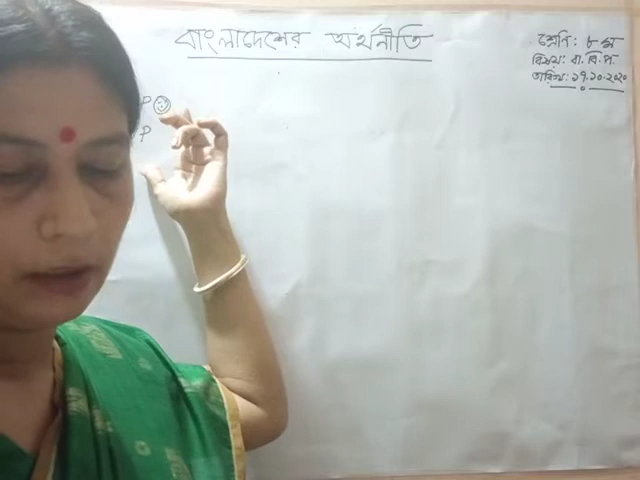 বাংলাদেশের অর্থনীতি
শ্রেনি: ৮ম
বিষয়: বা. বি. প.
তারিখ: ১৭.১০.২০২০
P
P